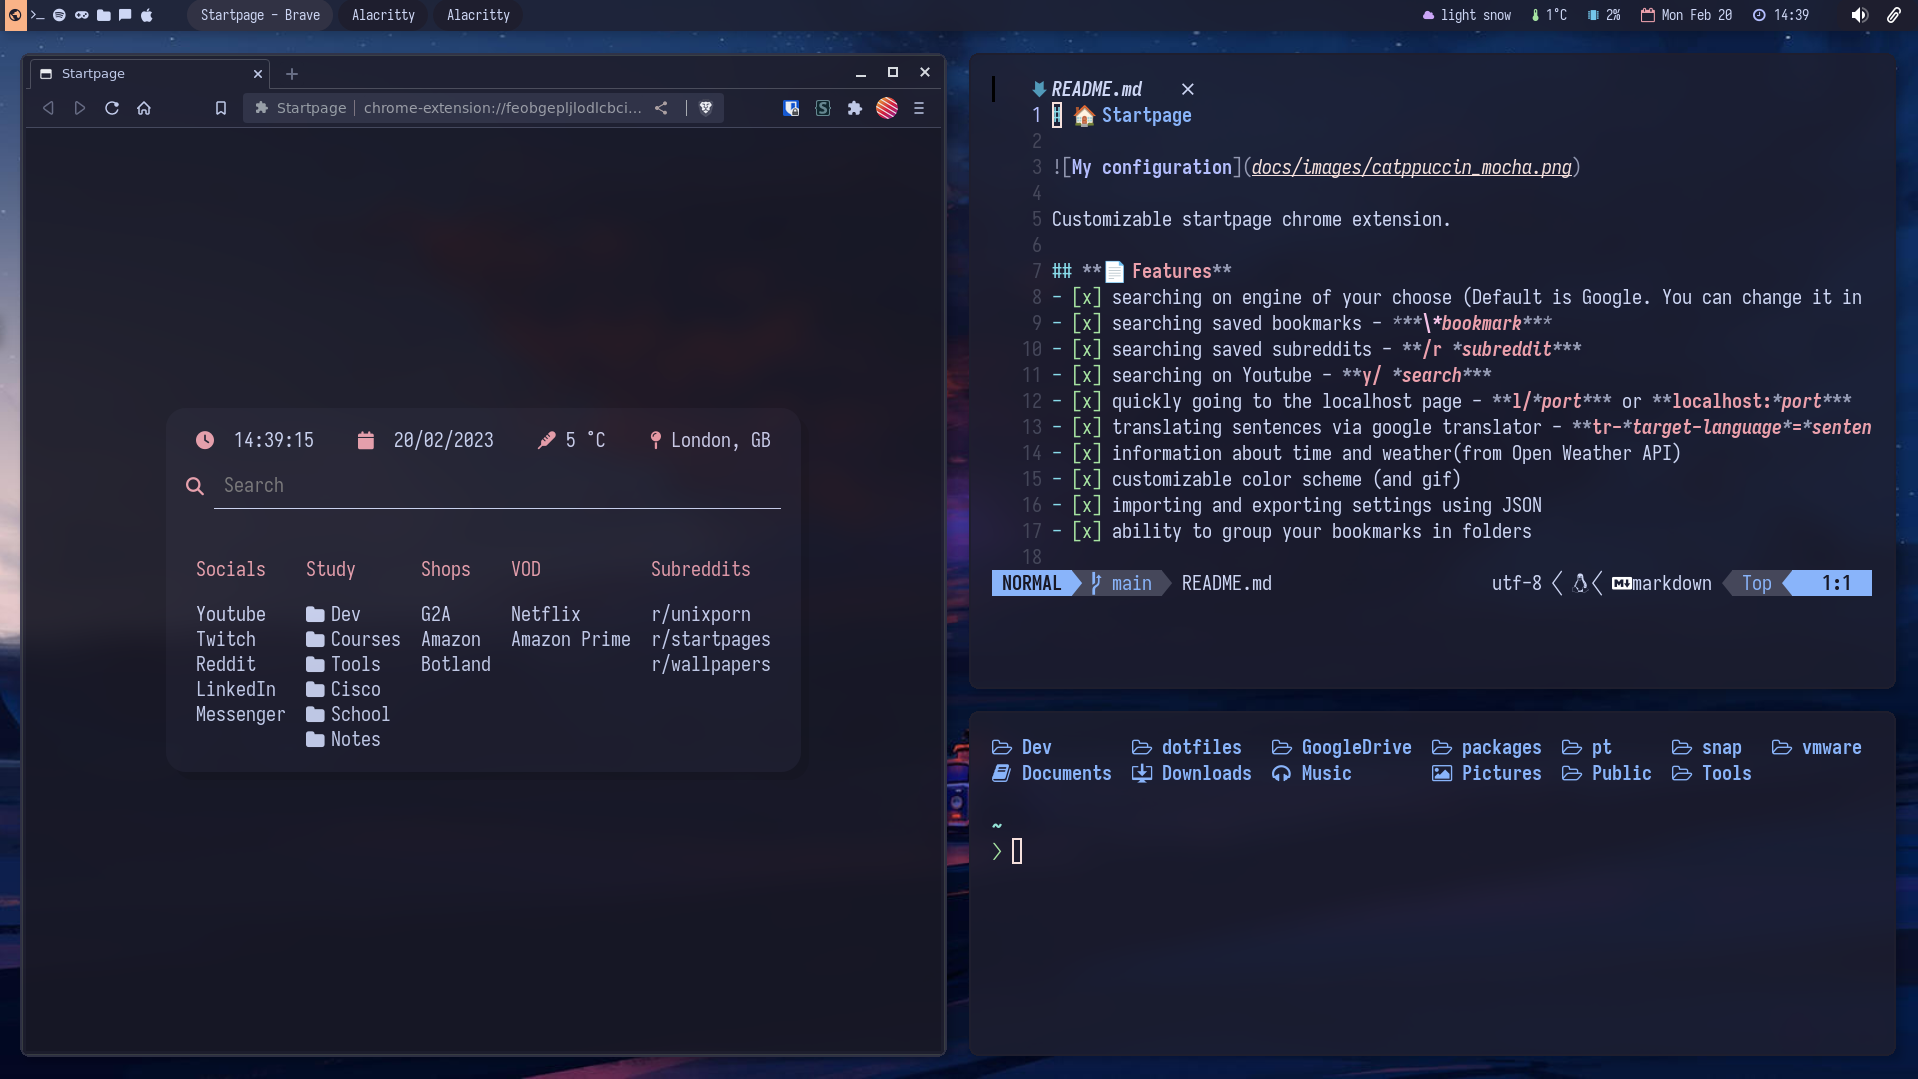 Startpage - Brave Alacritty Alacritty light snow 1°C 2% Mon Feb 20 14:39
Startpage
Startpage | chrome-extension://feobgepljlodlcbci...
14:39:15 20/02/2023 5 °C London, GB
Search
Socials Study Shops VOD Subreddits
Youtube Dev G2A Netflix r/unixporn
Twitch Courses Amazon Amazon Prime r/startpages
Reddit Tools Botland r/wallpapers
LinkedIn Cisco
Messenger School
Notes
README.md
1 # 🏠 Startpage
2
3 ![My configuration](docs/images/catppuccin_mocha.png)
4
5 Customizable startpage chrome extension.
6
7 ## **📄 Features**
8 - [x] searching on engine of your choose (Default is Google. You can change it in
9 - [x] searching saved bookmarks - ***\*bookmark***
10 - [x] searching saved subreddits - **/r *subreddit***
11 - [x] searching on Youtube - **y/ *search***
12 - [x] quickly going to the localhost page - **l/*port*** or **localhost:*port***
13 - [x] translating sentences via google translator - **tr-*target-language*=*senten
14 - [x] information about time and weather(from Open Weather API)
15 - [x] customizable color scheme (and gif)
16 - [x] importing and exporting settings using JSON
17 - [x] ability to group your bookmarks in folders
18
NORMAL main README.md utf-8 markdown Top 1:1
Dev dotfiles GoogleDrive packages pt snap vmware
Documents Downloads Music Pictures Public Tools
~
❯